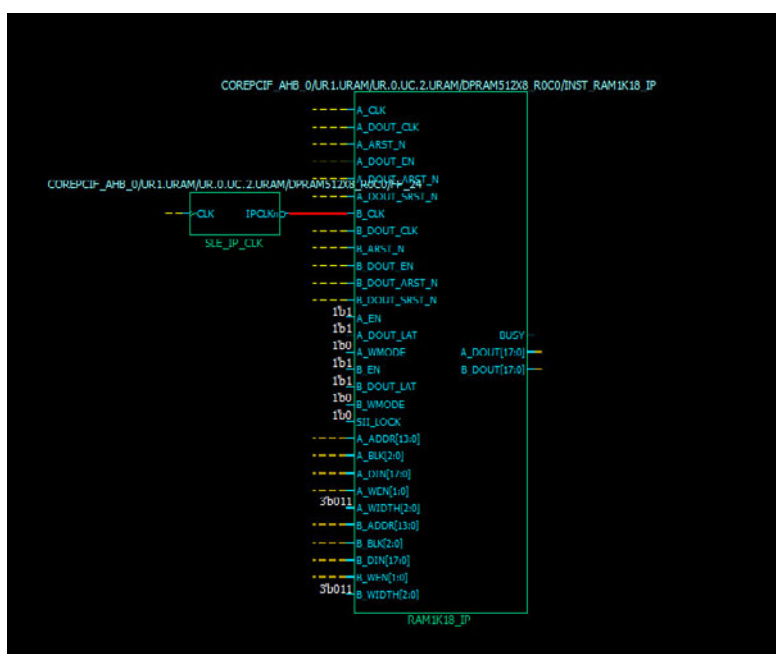 COREPCIF_AHB_0/UR1.URAM/UR.0.UC.2.URAM/DPRAM512X8_R0C0/INST_RAM1K18_IP
A_CLK
A_DOUT_CLK
A_ARST_N
A_DOUT_EN
A_DOUT_ARST_N
COREPCIF_AHB_0/UR1.URAM/UR.0.UC.2.URAM/DPRAM512X8_R0C0/FF_24
A_DOUT_SRST_N
CLK IPCLKn B_CLK
B_DOUT_CLK
SLE_IP_CLK
B_ARST_N
B_DOUT_EN
B_DOUT_ARST_N
B_DOUT_SRST_N
1'b1 A_EN
1'b1 A_DOUT_LAT BUSY
1'b0 A_WMODE A_DOUT[17:0]
1'b1 B_EN B_DOUT[17:0]
1'b1 B_DOUT_LAT
1'b0 B_WMODE
1'b0 SII_LOCK
A_ADDR[13:0]
A_BLK[2:0]
A_DIN[17:0]
A_WEN[1:0]
3'b011 A_WIDTH[2:0]
B_ADDR[13:0]
B_BLK[2:0]
B_DIN[17:0]
B_WEN[1:0]
3'b011 B_WIDTH[2:0]
RAM1K18_IP